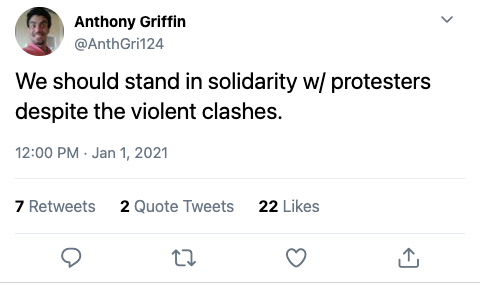 Anthony Griffin
@AnthGri124
We should stand in solidarity w/ protesters
despite the violent clashes.
12:00 PM · Jan 1, 2021
7 Retweets 2 Quote Tweets 22 Likes